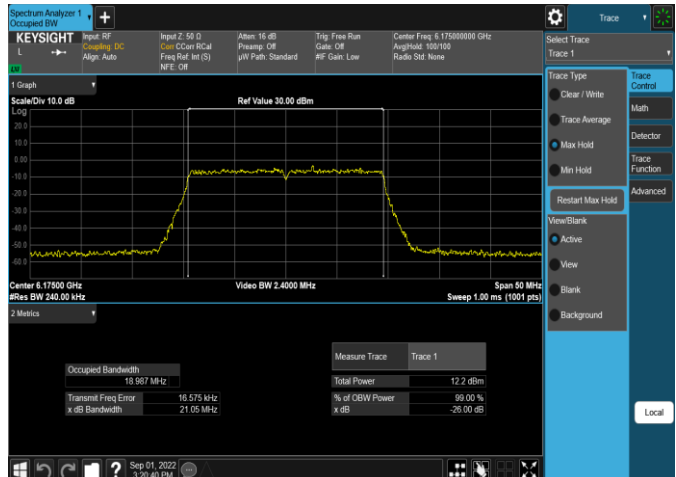 Spectrum Analyzer 1
Occupied BW
KEYSIGHT
L
Input: RF
Coupling: DC
Align: Auto
Input Z: 50 Ω
Corr CCorr RCal
Freq Ref: Int (S)
NFE: Off
Atten: 16 dB
Preamp: Off
µW Path: Standard
Trig: Free Run
Gate: Off
#IF Gain: Low
Center Freq: 6.175000000 GHz
Avg|Hold: 100/100
Radio Std: None
1 Graph
Scale/Div 10.0 dB
Ref Value 30.00 dBm
Log
20.0
10.0
0.00
-10.0
-20.0
-30.0
-40.0
-50.0
-60.0
Center 6.17500 GHz
Video BW 2.4000 MHz
Span 50 MHz
#Res BW 240.00 kHz
Sweep 1.00 ms (1001 pts)
2 Metrics
Occupied Bandwidth
18.987 MHz
Transmit Freq Error 16.575 kHz
x dB Bandwidth 21.05 MHz
Measure Trace Trace 1
Total Power 12.2 dBm
% of OBW Power 99.00 %
x dB -26.00 dB
Sep 01, 2022
3:20:40 PM
Trace
Select Trace
Trace 1
Trace Type
Clear / Write
Trace Average
Max Hold
Min Hold
Restart Max Hold
View/Blank
Active
View
Blank
Background
Trace
Control
Math
Detector
Trace
Function
Advanced
Local